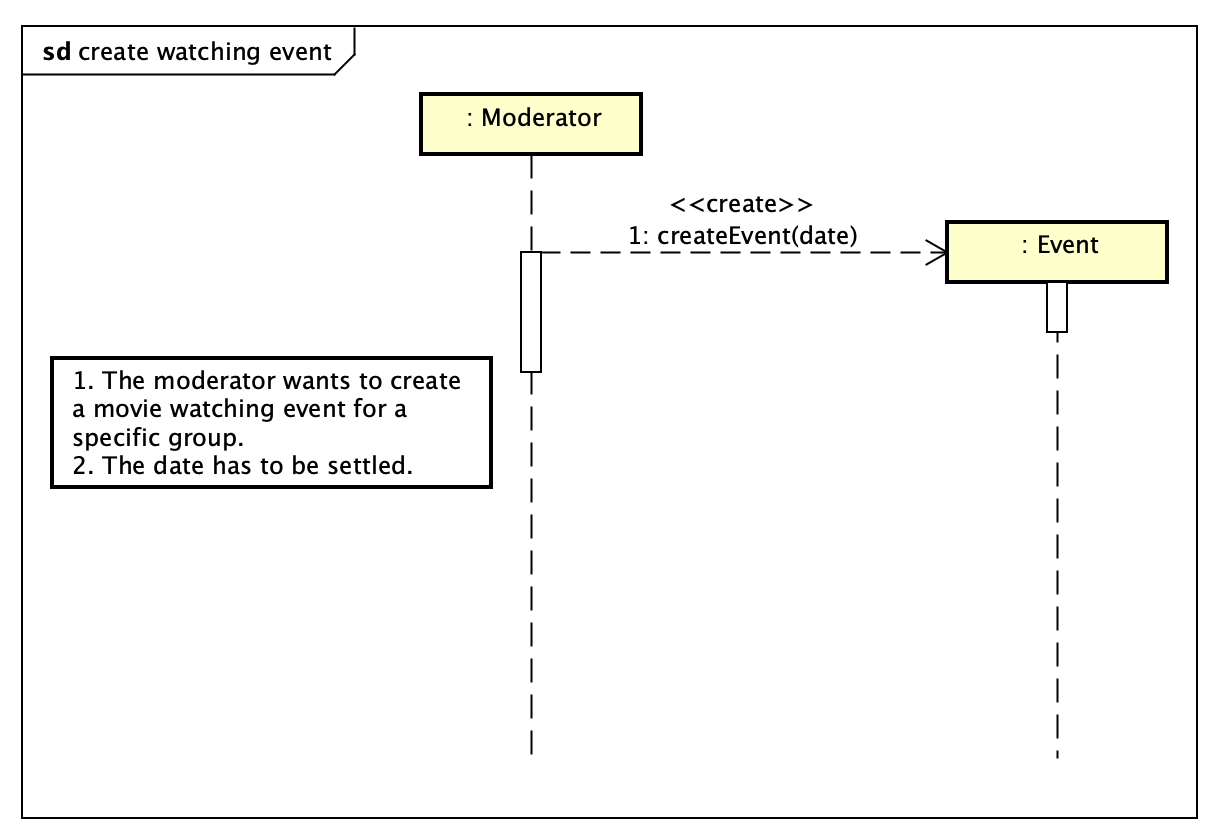 sd create watching event
: Moderator
<<create>>
1: createEvent(date)
: Event
1. The moderator wants to create
a movie watching event for a
specific group.
2. The date has to be settled.